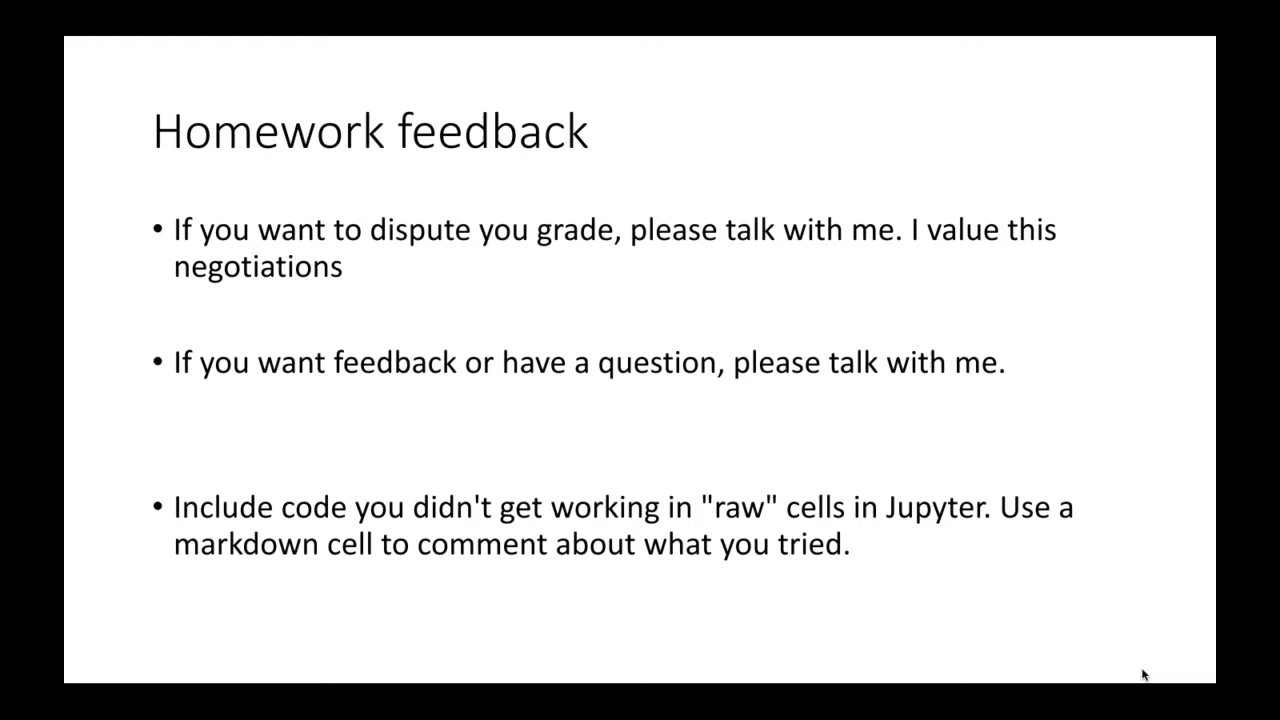 Homework feedback
• If you want to dispute you grade, please talk with me. I value this
negotiations
• If you want feedback or have a question, please talk with me.
• Include code you didn't get working in "raw" cells in Jupyter. Use a
markdown cell to comment about what you tried.